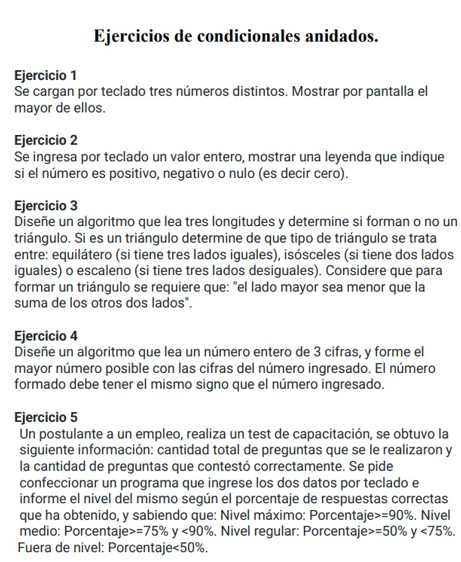 Ejercicios de condicionales anidados.
Ejercicio 1
Se cargan por teclado tres números distintos. Mostrar por pantalla el
mayor de ellos.
Ejercicio 2
Se ingresa por teclado un valor entero, mostrar una leyenda que indique
si el número es positivo, negativo o nulo (es decir cero).
Ejercicio 3
Diseñe un algoritmo que lea tres longitudes y determine si forman o no un
triángulo. Si es un triángulo determine de que tipo de triángulo se trata
entre: equilátero (si tiene tres lados iguales), isósceles (si tiene dos lados
iguales) o escaleno (si tiene tres lados desiguales). Considere que para
formar un triángulo se requiere que: "el lado mayor sea menor que la
suma de los otros dos lados".
Ejercicio 4
Diseñe un algoritmo que lea un número entero de 3 cifras, y forme el
mayor número posible con las cifras del número ingresado. El número
formado debe tener el mismo signo que el número ingresado.
Ejercicio 5
Un postulante a un empleo, realiza un test de capacitación, se obtuvo la
siguiente información: cantidad total de preguntas que se le realizaron y
la cantidad de preguntas que contestó correctamente. Se pide
confeccionar un programa que ingrese los dos datos por teclado e
informe el nivel del mismo según el porcentaje de respuestas correctas
que ha obtenido, y sabiendo que: Nivel máximo: Porcentaje>=90%. Nivel
medio: Porcentaje>=75% y <90%. Nivel regular: Porcentaje>=50% y <75%.
Fuera de nivel: Porcentaje<50%.